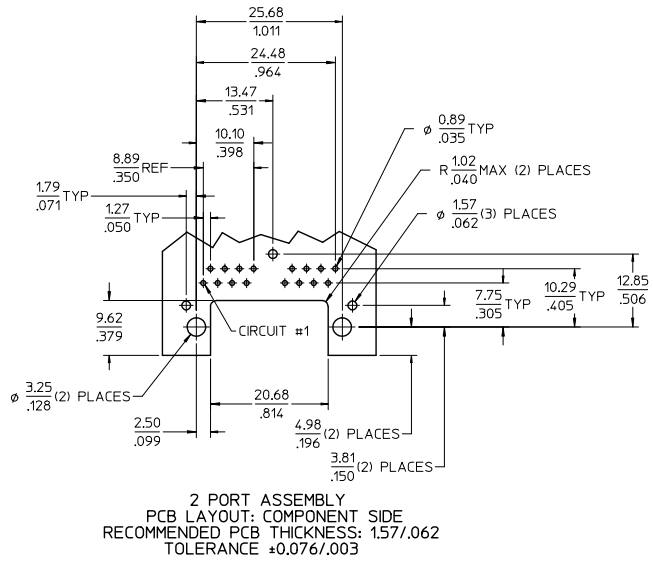 25.68
1.011
24.48
.964
13.47
.531
10.10
.398
8.89
.350 REF
1.79
.071 TYP
1.27
.050 TYP
ø 0.89
.035 TYP
R 1.02
.040 MAX (2) PLACES
ø 1.57
.062 (3) PLACES
9.62
.379
CIRCUIT #1
7.75
.305 TYP
10.29
.405 TYP
12.85
.506
ø 3.25
.128 (2) PLACES
20.68
.814
2.50
.099
4.98
.196 (2) PLACES
3.81
.150 (2) PLACES
2 PORT ASSEMBLY
PCB LAYOUT: COMPONENT SIDE
RECOMMENDED PCB THICKNESS: 1.57/.062
TOLERANCE ±0.076/.003